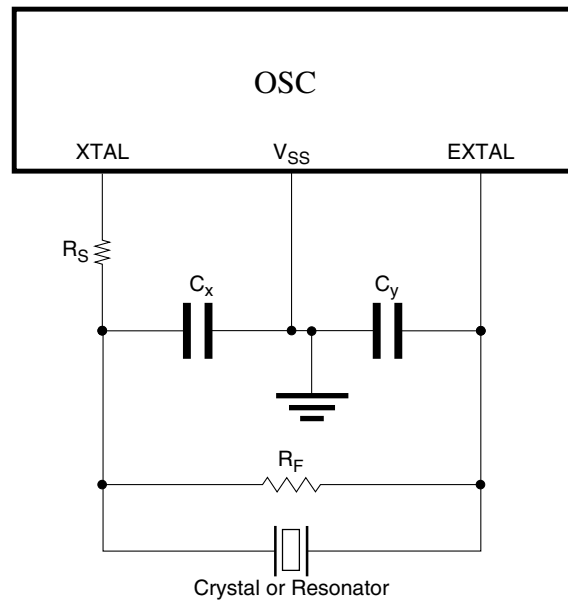 OSC
XTAL
VSS
EXTAL
RS
Cx
Cy
RF
Crystal or Resonator